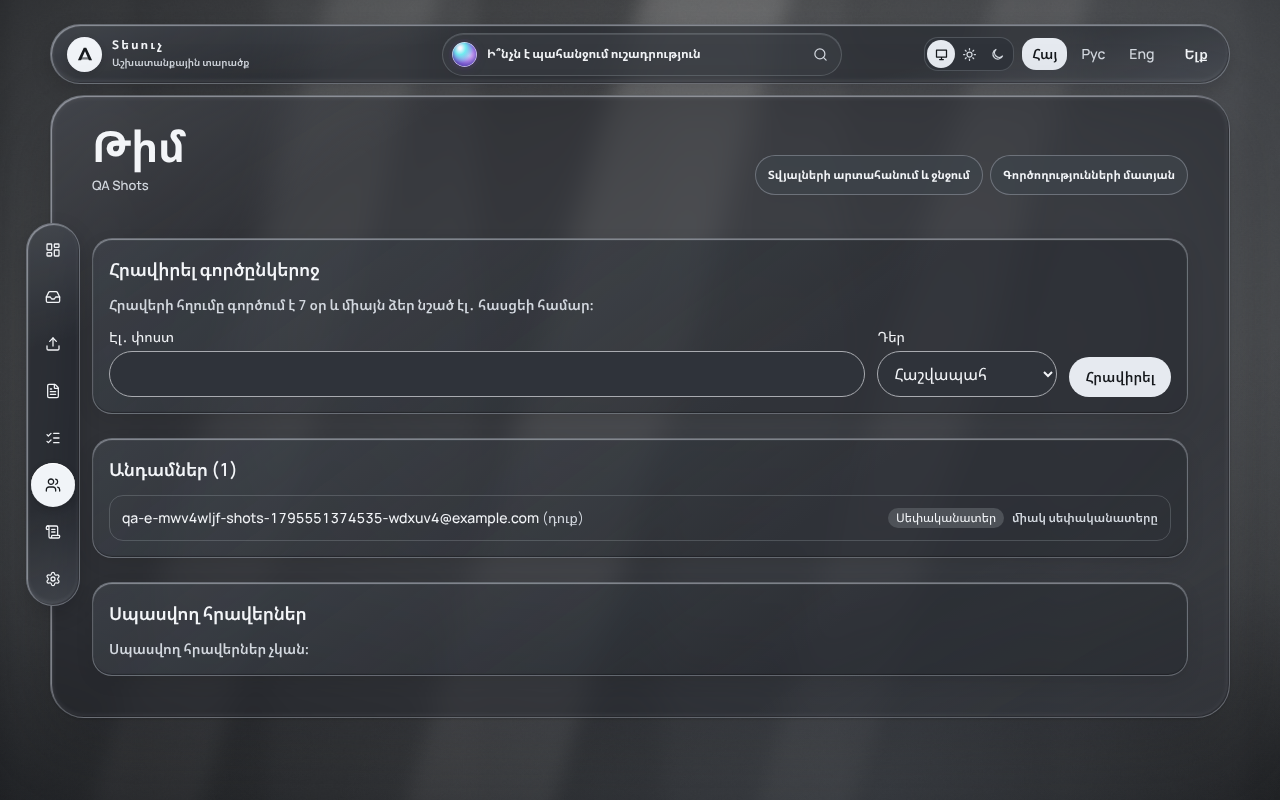 Տեսուչ
Աշխատանքային տարածք
Ի՞նչն է պահանջում ուշադրություն
Հայ
Рус
Eng
Ելք
Թիմ
QA Shots
Տվյալների արտահանում և ջնջում
Գործողությունների մատյան
Հրավիրել գործընկերոջ
Հրավերի հղումը գործում է 7 օր և միայն ձեր նշած էլ․ հասցեի համար։
Էլ․ փոստ
Դեր
Հաշվապահ
Հրավիրել
Անդամներ (1)
qa-e-mwv4wljf-shots-1795551374535-wdxuv4@example.com (դուք)
Սեփականատեր
միակ սեփականատերը
Սպասվող հրավերներ
Սպասվող հրավերներ չկան։